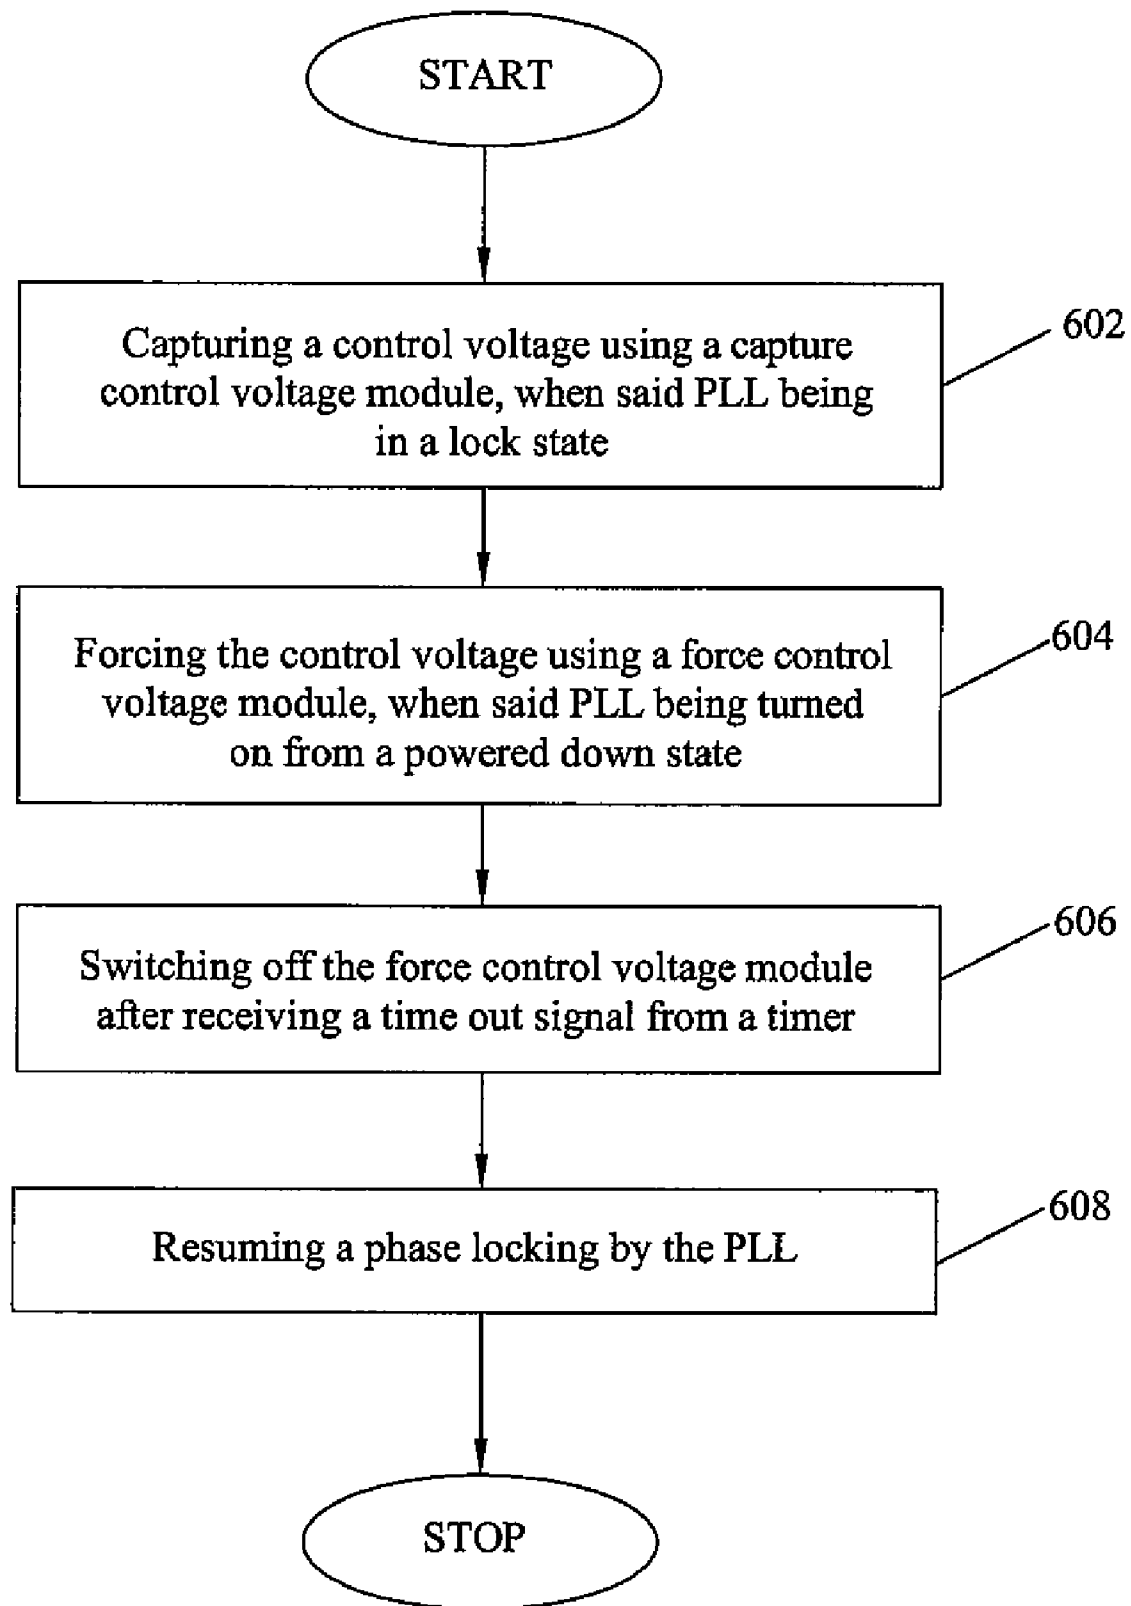 START
Capturing a control voltage using a capture
control voltage module, when said PLL being
in a lock state
602
Forcing the control voltage using a force control
voltage module, when said PLL being turned
on from a powered down state
604
Switching off the force control voltage module
after receiving a time out signal from a timer
606
Resuming a phase locking by the PLL
608
STOP